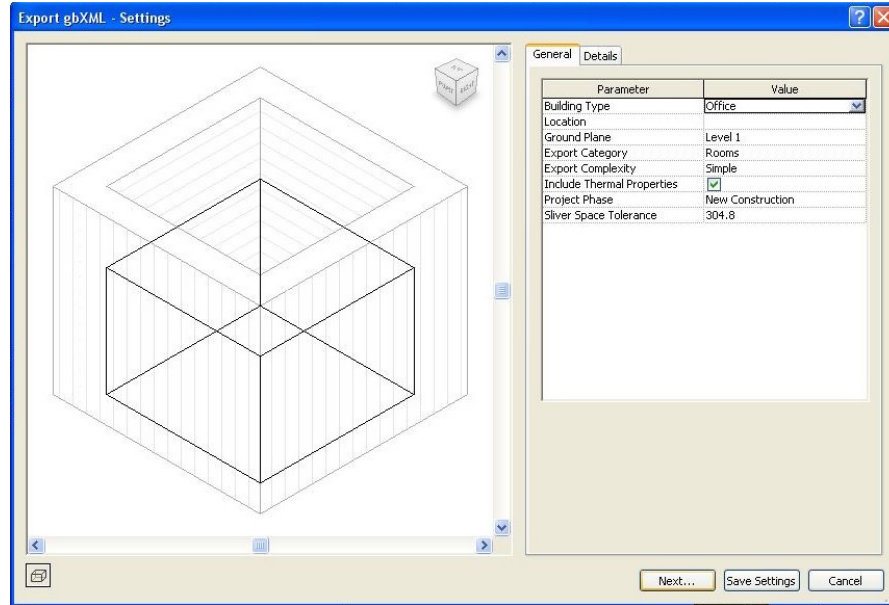 Export gbXML - Settings
General Details
Parameter Value
Building Type Office
Location
Ground Plane Level 1
Export Category Rooms
Export Complexity Simple
Include Thermal Properties
Project Phase New Construction
Sliver Space Tolerance 304.8
Next... Save Settings Cancel